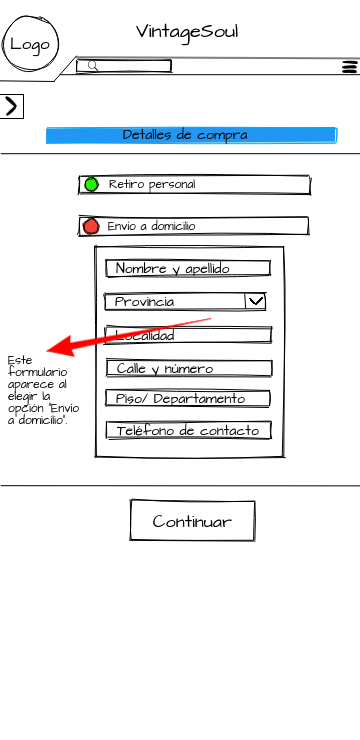 VintageSoul
Logo
Detalles de compra
Retiro personal
Envio a domicilio
Nombre y apellido
Provincia
Localidad
Calle y número
Piso/ Departamento
Teléfono de contacto
Este
formulario
aparece al
elegir la
opción "Envio
a domicilio".
Continuar